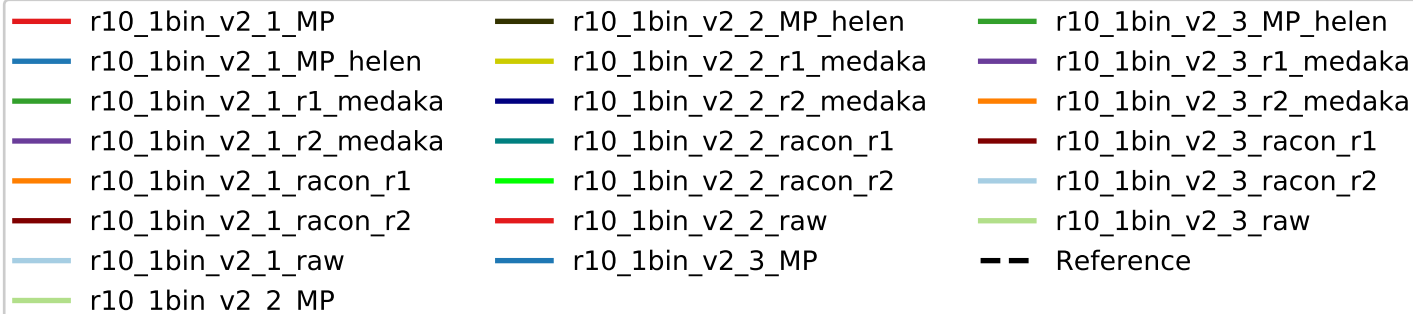 r10_1bin_v2_1_MP
r10_1bin_v2_1_MP_helen
r10_1bin_v2_1_r1_medaka
r10_1bin_v2_1_r2_medaka
r10_1bin_v2_1_racon_r1
r10_1bin_v2_1_racon_r2
r10_1bin_v2_1_raw
r10_1bin_v2_2_MP
r10_1bin_v2_2_MP_helen
r10_1bin_v2_2_r1_medaka
r10_1bin_v2_2_r2_medaka
r10_1bin_v2_2_racon_r1
r10_1bin_v2_2_racon_r2
r10_1bin_v2_2_raw
r10_1bin_v2_3_MP
r10_1bin_v2_3_MP_helen
r10_1bin_v2_3_r1_medaka
r10_1bin_v2_3_r2_medaka
r10_1bin_v2_3_racon_r1
r10_1bin_v2_3_racon_r2
r10_1bin_v2_3_raw
Reference